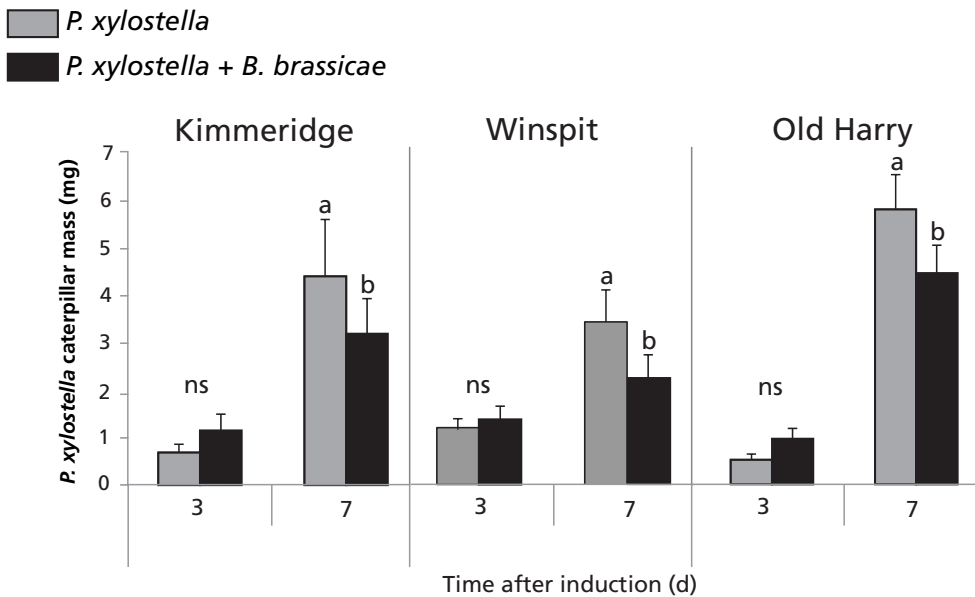 P. xylostella
P. xylostella + B. brassicae
Kimmeridge Winspit Old Harry
P. xylostella caterpillar mass (mg)
7
6
5
4
3
2
1
0
ns a b ns a b ns a b
3 7 3 7 3 7
Time after induction (d)